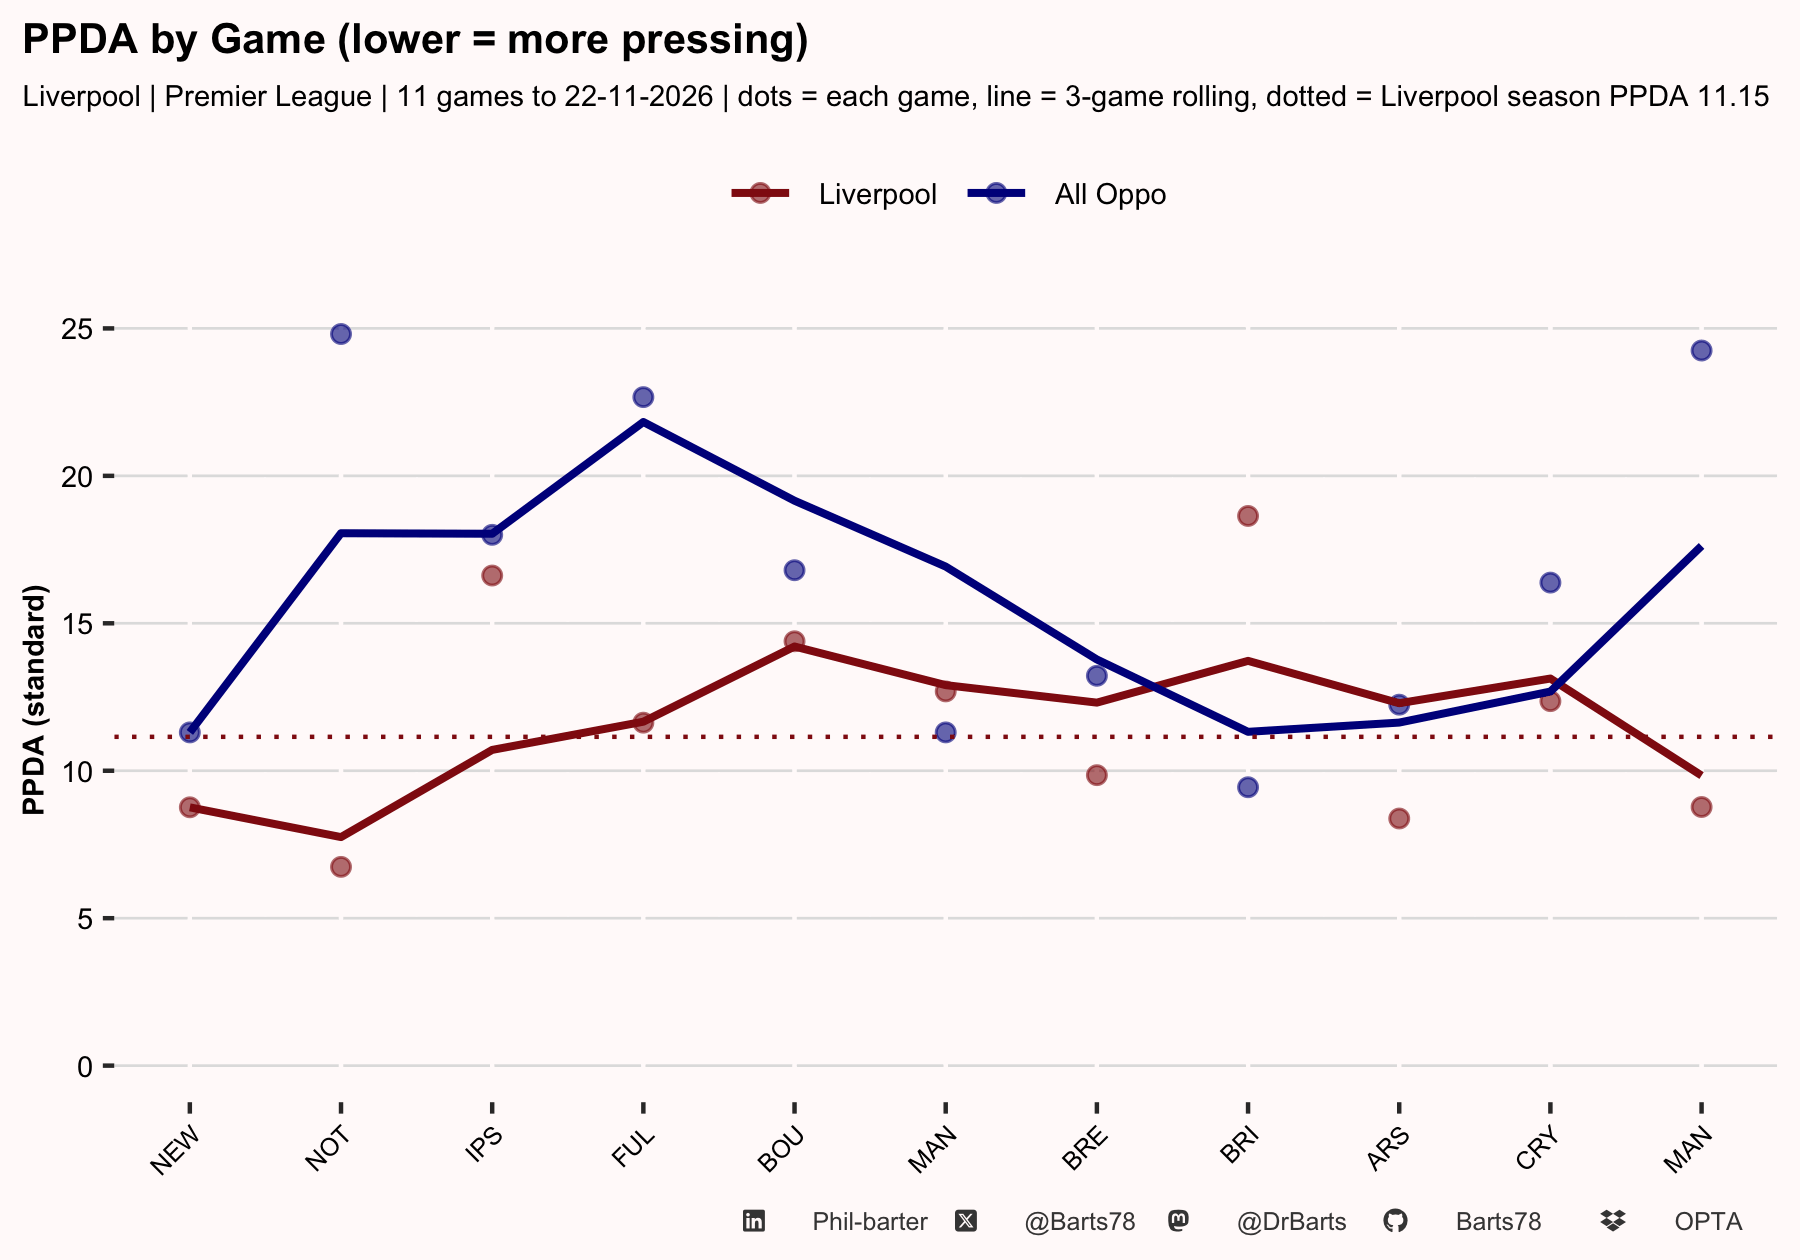 PPDA by Game (lower = more pressing)
Liverpool | Premier League | 11 games to 22-11-2026 | dots = each game, line = 3-game rolling, dotted = Liverpool season PPDA 11.15
Liverpool All Oppo
PPDA (standard)
25
20
15
10
5
0
NEW NOT IPS FUL BOU MAN BRE BRI ARS CRY MAN
Phil-barter @Barts78 @DrBarts Barts78 OPTA